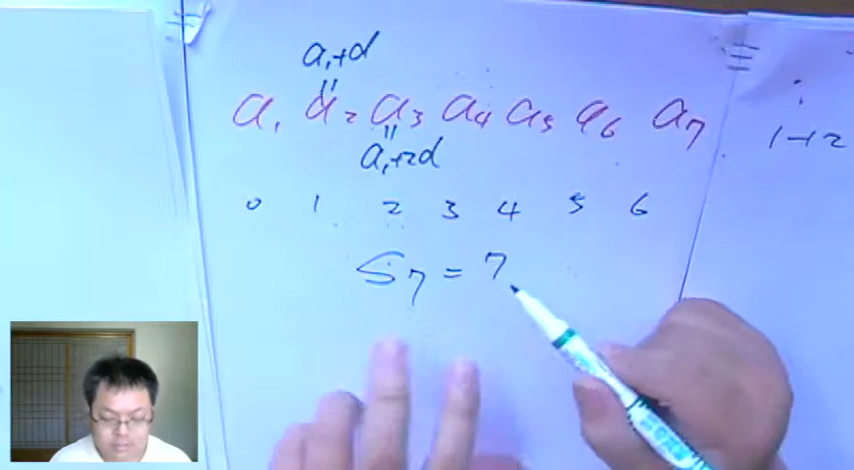 a₁+d
=
a₁ a₂ a₃ a₄ a₅ a₆ a₇
=
a₁+2d
0 1 2 3 4 5 6
S₇ = 7
1+2